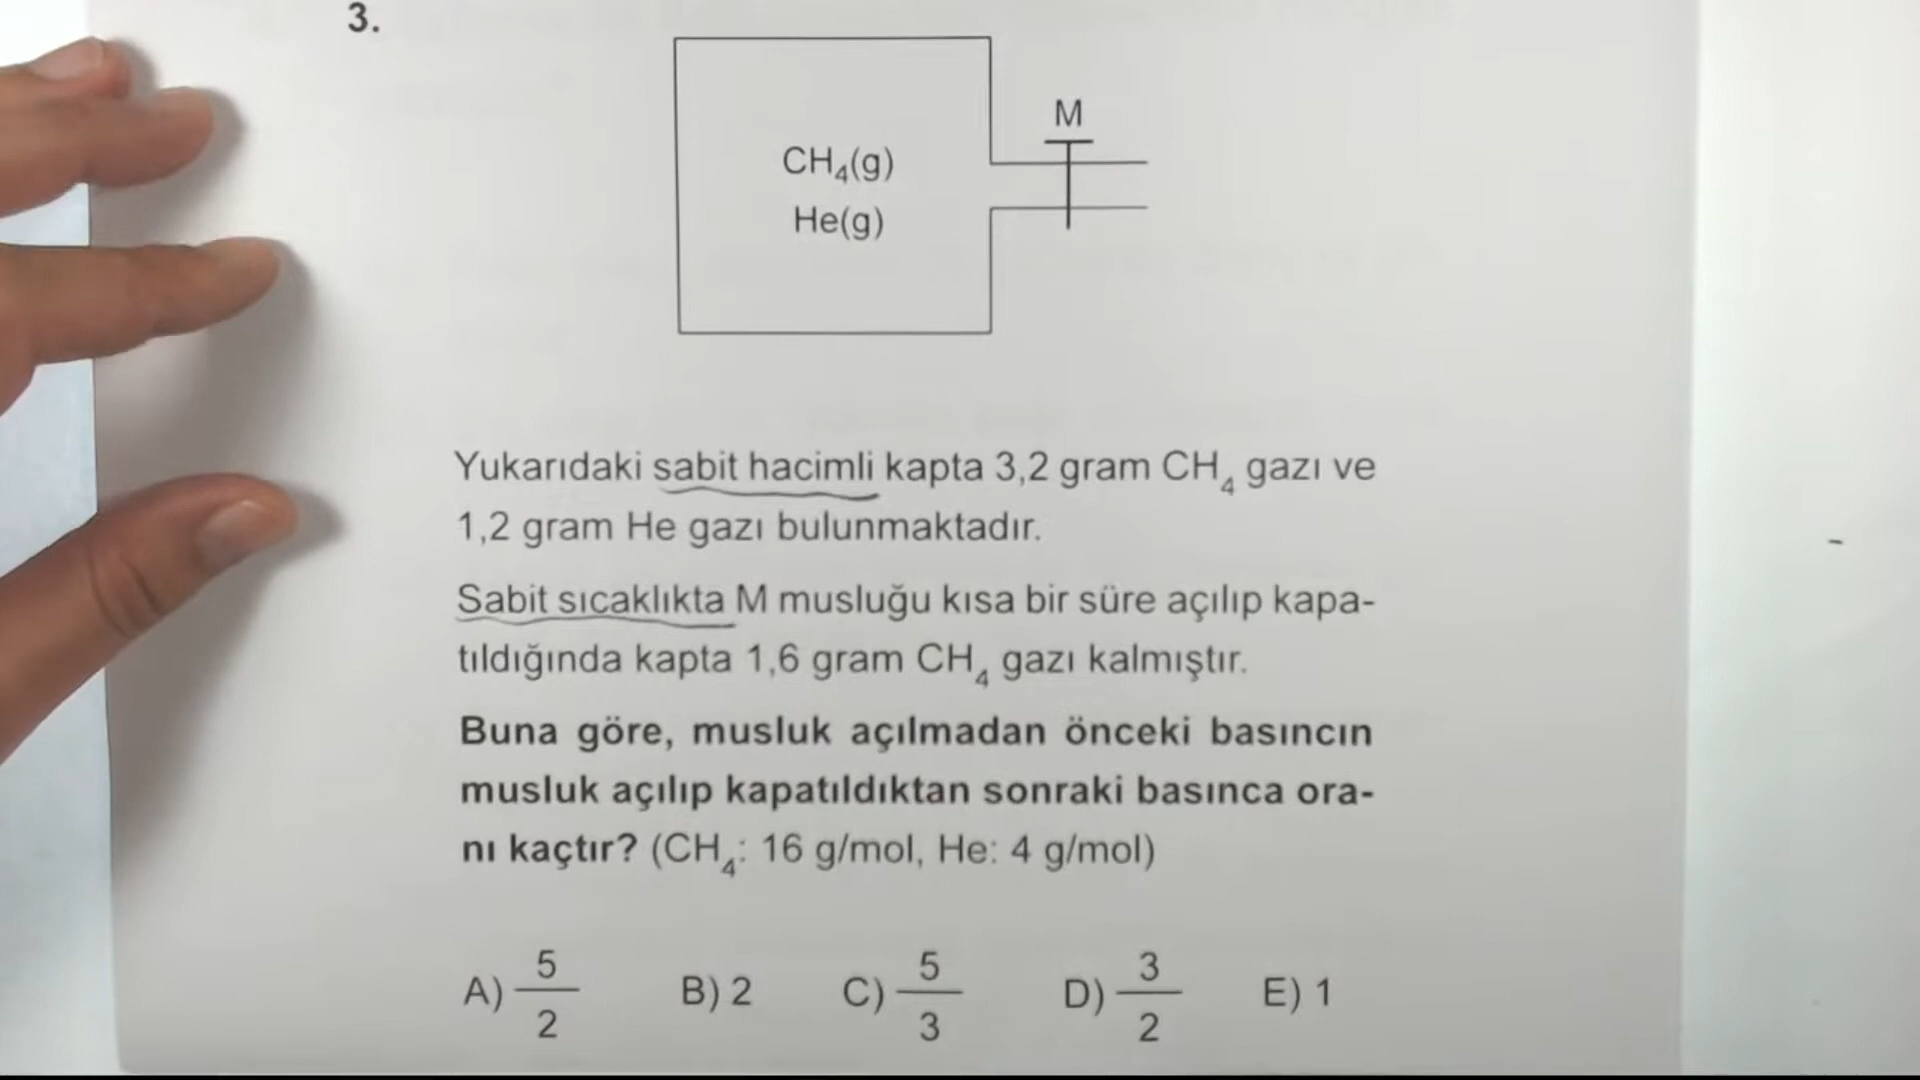 3.
M
CH₄(g)
He(g)
Yukarıdaki sabit hacimli kapta 3,2 gram CH₄ gazı ve
1,2 gram He gazı bulunmaktadır.
Sabit sıcaklıkta M musluğu kısa bir süre açılıp kapa-
tıldığında kapta 1,6 gram CH₄ gazı kalmıştır.
Buna göre, musluk açılmadan önceki basıncın
musluk açılıp kapatıldıktan sonraki basınca ora-
nı kaçtır? (CH₄: 16 g/mol, He: 4 g/mol)
A) 5/2 B) 2 C) 5/3 D) 3/2 E) 1